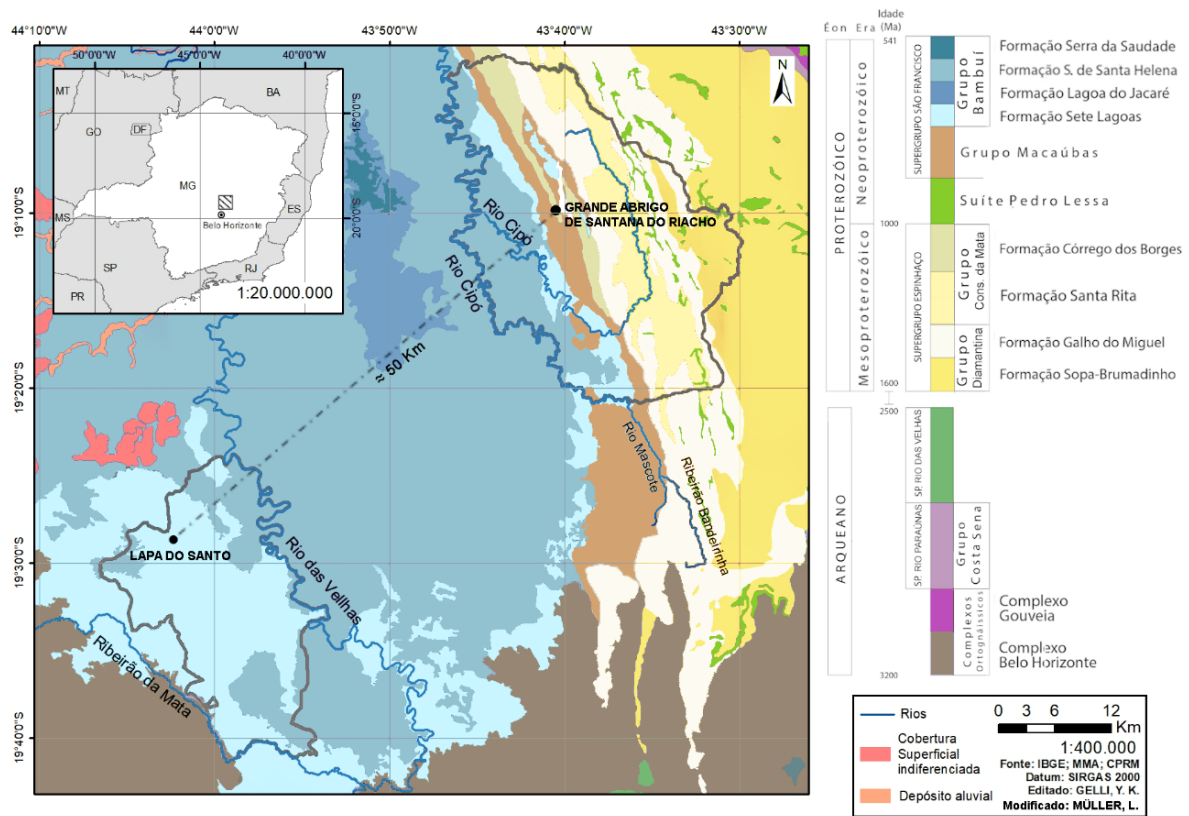 44°10'0"W
44°0'0"W
43°50'0"W
43°40'0"W
43°30'0"W
50°0'0"W
45°0'0"W
40°0'0"W
MT
BA
GO
DF
15°0'0"S
MG
ES
20°0'0"S
MS
Belo Horizonte
SP
RJ
PR
1:20.000.000
N
19°10'0"S
19°20'0"S
19°30'0"S
19°40'0"S
GRANDE ABRIGO
DE SANTANA DO RIACHO
Rio Cipó
Rio Cipó
≈ 50 Km
Rio Mascote
Ribeirão Bandeirinha
LAPA DO SANTO
Rio das Velhas
Ribeirão da Mata
Éon
Era
Idade
(Ma)
541
1000
1600
2500
3200
PROTEROZÓICO
Neoproterozóico
Mesoproterozóico
ARQUEANO
SUPERGRUPO SÃO FRANCISCO
Grupo
Bambuí
Formação Serra da Saudade
Formação S. de Santa Helena
Formação Lagoa do Jacaré
Formação Sete Lagoas
Grupo Macaúbas
Suíte Pedro Lessa
SUPERGRUPO ESPINHAÇO
Grupo
Cons. da Mata
Formação Córrego dos Borges
Formação Santa Rita
Grupo
Diamantina
Formação Galho do Miguel
Formação Sopa-Brumadinho
SP. RIO DAS VELHAS
SP. RIO PARAÚNAS
Grupo
Costa Sena
Complexos
Ortognáissicos
Complexo
Gouveia
Complexo
Belo Horizonte
Rios
Cobertura
Superficial
indiferenciada
Depósito aluvial
0 3 6 12
Km
1:400.000
Fonte: IBGE; MMA; CPRM
Datum: SIRGAS 2000
Editado: GELLI, Y. K.
Modificado: MÜLLER, L.